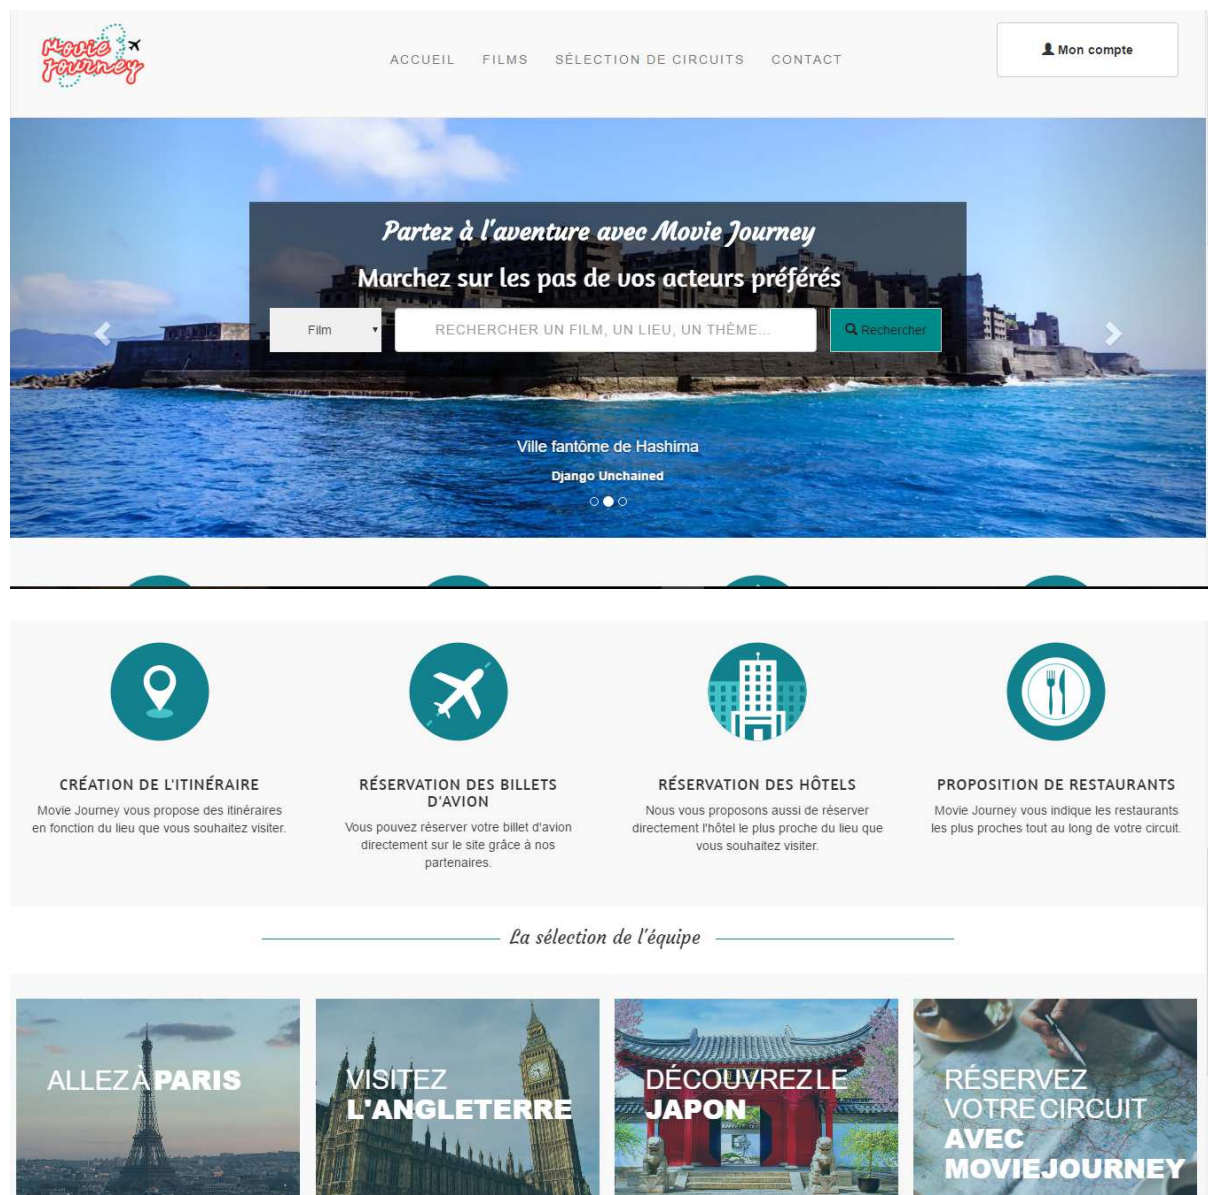 Movie
Journey
ACCUEIL FILMS SÉLECTION DE CIRCUITS CONTACT
Mon compte
Partez à l'aventure avec Movie Journey
Marchez sur les pas de vos acteurs préférés
Film
RECHERCHER UN FILM, UN LIEU, UN THÈME...
Rechercher
Ville fantôme de Hashima
Django Unchained
CRÉATION DE L'ITINÉRAIRE
Movie Journey vous propose des itinéraires
en fonction du lieu que vous souhaitez visiter.
RÉSERVATION DES BILLETS
D'AVION
Vous pouvez réserver votre billet d'avion
directement sur le site grâce à nos
partenaires.
RÉSERVATION DES HÔTELS
Nous vous proposons aussi de réserver
directement l'hôtel le plus proche du lieu que
vous souhaitez visiter.
PROPOSITION DE RESTAURANTS
Movie Journey vous indique les restaurants
les plus proches tout au long de votre circuit.
La sélection de l'équipe
ALLEZ À PARIS
VISITEZ
L'ANGLETERRE
DÉCOUVREZ LE
JAPON
RÉSERVEZ
VOTRE CIRCUIT
AVEC
MOVIEJOURNEY